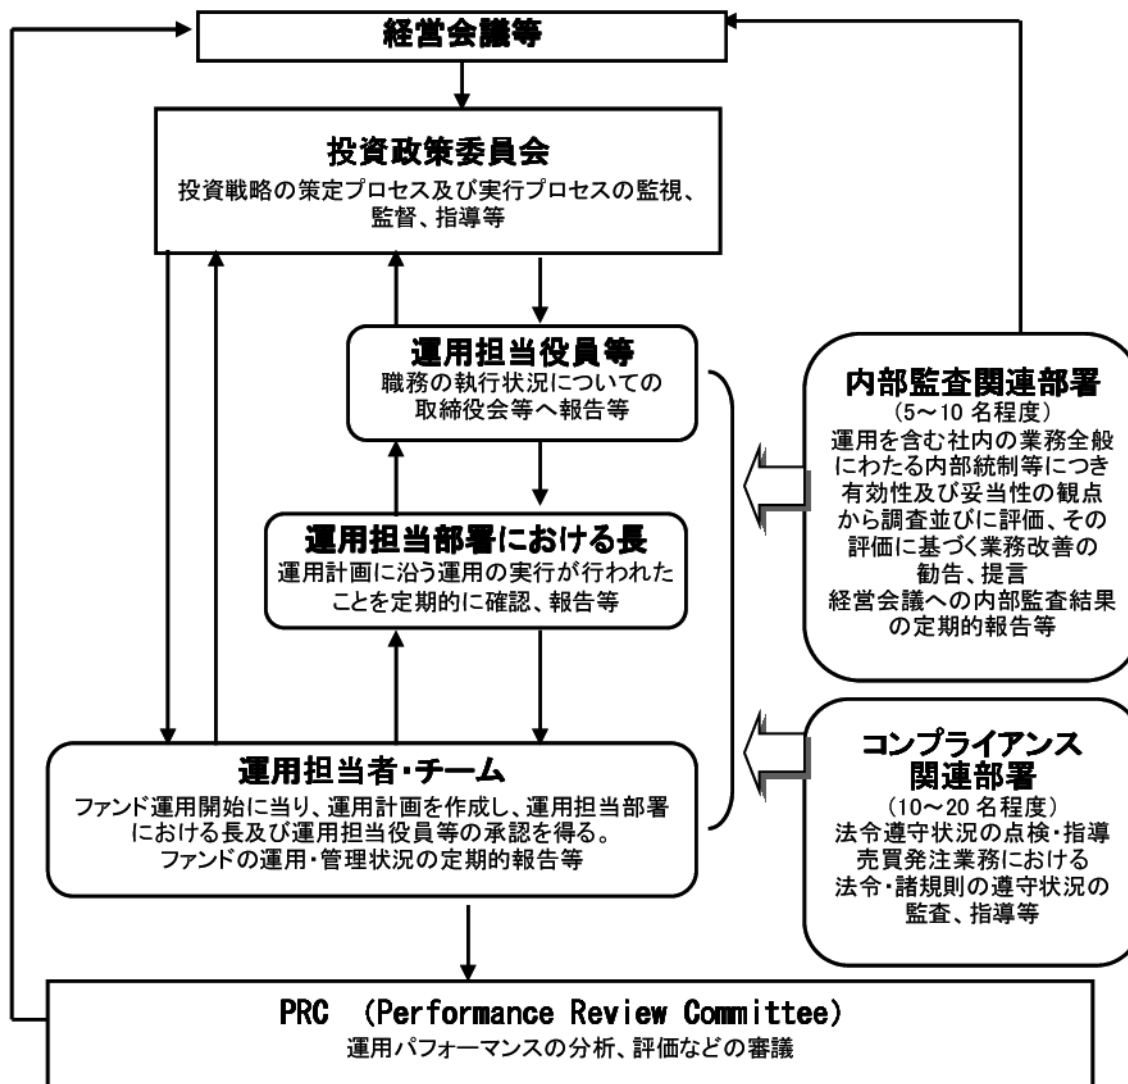 経営会議等
投資政策委員会
投資戦略の策定プロセス及び実行プロセスの監視、
監督、指導等
運用担当役員等
職務の執行状況についての
取締役会等へ報告等
運用担当部署における長
運用計画に沿う運用の実行が行われた
ことを定期的に確認、報告等
運用担当者・チーム
ファンド運用開始に当り、運用計画を作成し、運用担当部署
における長及び運用担当役員等の承認を得る。
ファンドの運用・管理状況の定期的報告等
内部監査関連部署
(5～10 名程度)
運用を含む社内の業務全般
にわたる内部統制等につき
有効性及び妥当性の観点
から調査並びに評価、その
評価に基づく業務改善の
勧告、提言
経営会議への内部監査結果
の定期的報告等
コンプライアンス
関連部署
(10～20 名程度)
法令遵守状況の点検・指導
売買発注業務における
法令・諸規則の遵守状況の
監査、指導等
PRC (Performance Review Committee)
運用パフォーマンスの分析、評価などの審議